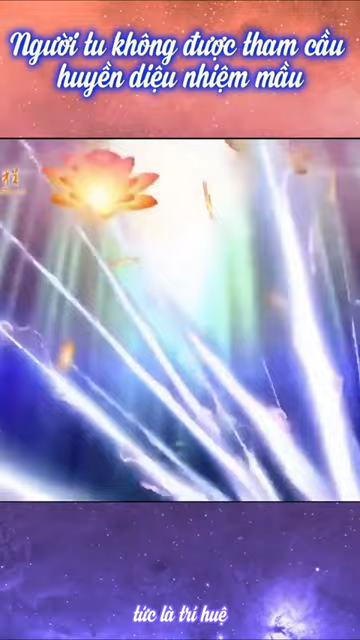 Người tu không được tham cầu
huyền diệu nhiệm mầu
tức là trí huệ